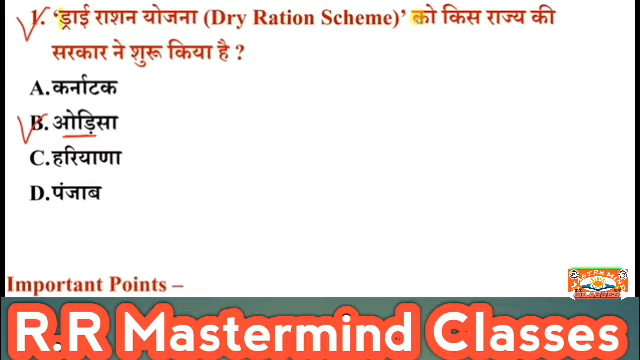 1. ‘ड्राई राशन योजना (Dry Ration Scheme)’ को किस राज्य की
सरकार ने शुरू किया है ?
A. कर्नाटक
B. ओड़िसा
C. हरियाणा
D. पंजाब
Important Points –
R.R Mastermind Classes